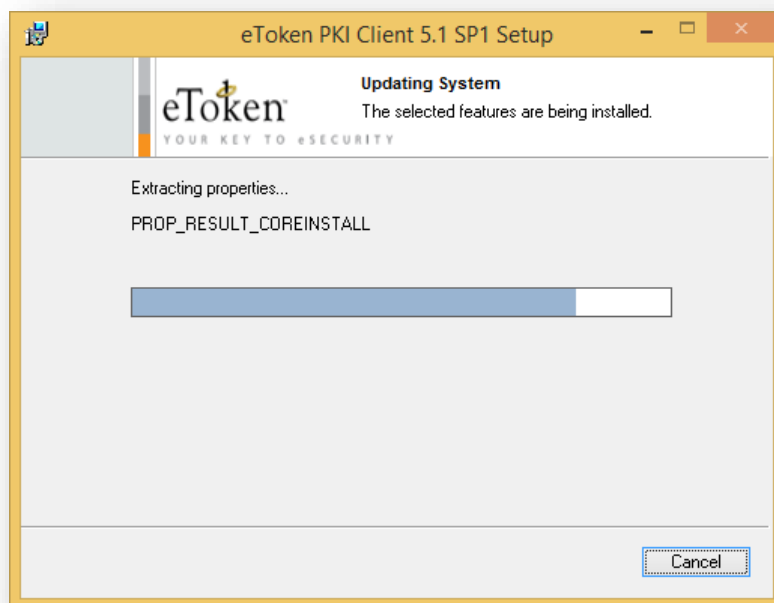 eToken PKI Client 5.1 SP1 Setup
eToken
YOUR KEY TO eSECURITY
Updating System
The selected features are being installed.
Extracting properties...
PROP_RESULT_COREINSTALL
Cancel